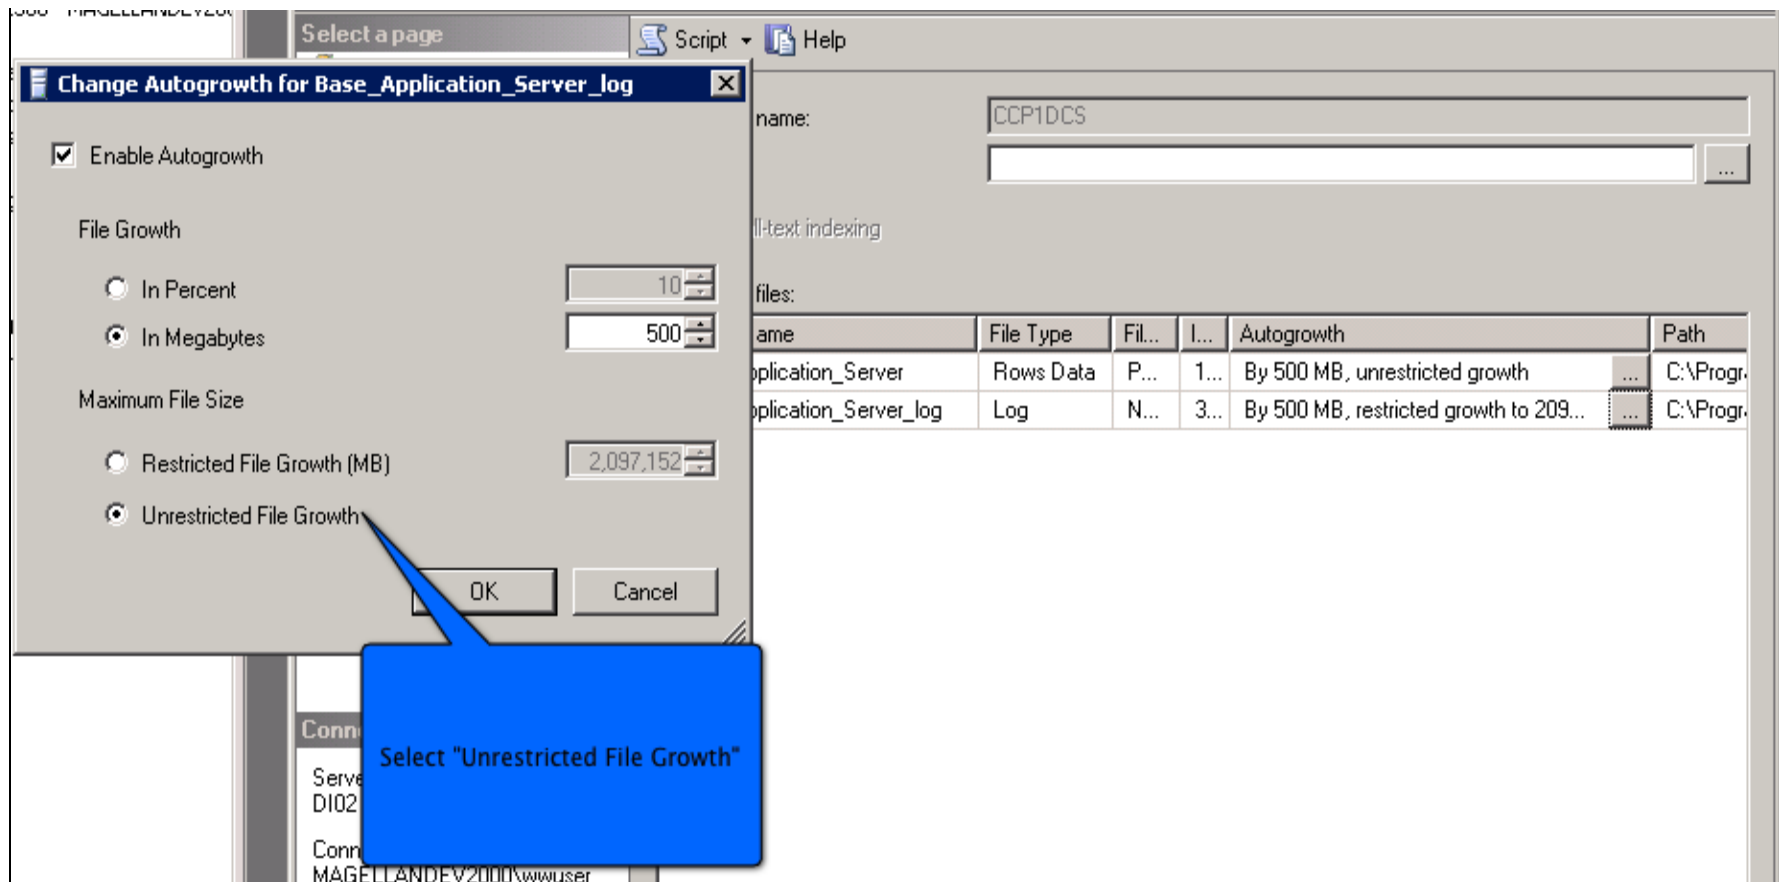 Select a page
Script
Help
Change Autogrowth for Base_Application_Server_log
Enable Autogrowth
File Growth
In Percent 10
In Megabytes 500
Maximum File Size
Restricted File Growth (MB) 2,097,152
Unrestricted File Growth
OK Cancel
name: CCP1DCS
...
ll-text indexing
files:
ame File Type Fil... I... Autogrowth Path
pplication_Server Rows Data P... 1... By 500 MB, unrestricted growth ... C:\Progr
pplication_Server_log Log N... 3... By 500 MB, restricted growth to 209... ... C:\Progr
Select "Unrestricted File Growth"
Conn
Serve
DI02
Conn
MAGELLANDEV2000\wwuser